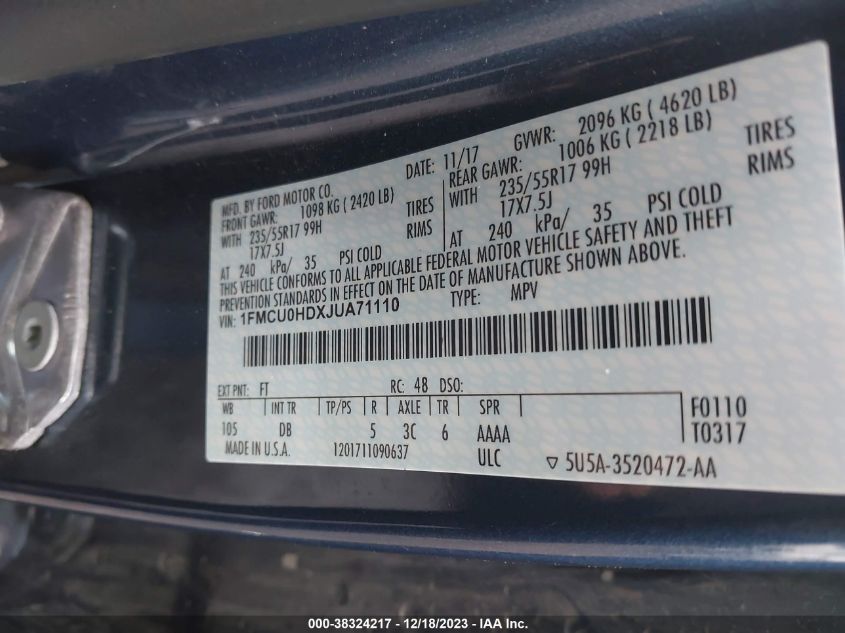 MFD. BY FORD MOTOR CO.
DATE: 11/17 GVWR: 2096 KG ( 4620 LB)
FRONT GAWR: 1098 KG ( 2420 LB)
REAR GAWR: 1006 KG ( 2218 LB)
WITH 235/55R17 99H TIRES
WITH 235/55R17 99H TIRES
17X7.5J RIMS
17X7.5J RIMS
AT 240 kPa/ 35 PSI COLD
AT 240 kPa/ 35 PSI COLD
THIS VEHICLE CONFORMS TO ALL APPLICABLE FEDERAL MOTOR VEHICLE SAFETY AND THEFT
PREVENTION STANDARDS IN EFFECT ON THE DATE OF MANUFACTURE SHOWN ABOVE.
VIN: 1FMCU0HDXJUA71110 TYPE: MPV
EXT PNT: FT RC: 48 DSO:
WB INT TR TP/PS R AXLE TR SPR F0110
105 DB 5 3C 6 AAAA T0317
MADE IN U.S.A. 1201711090637 ULC ▽ 5U5A-3520472-AA
000-38324217 - 12/18/2023 - IAA Inc.